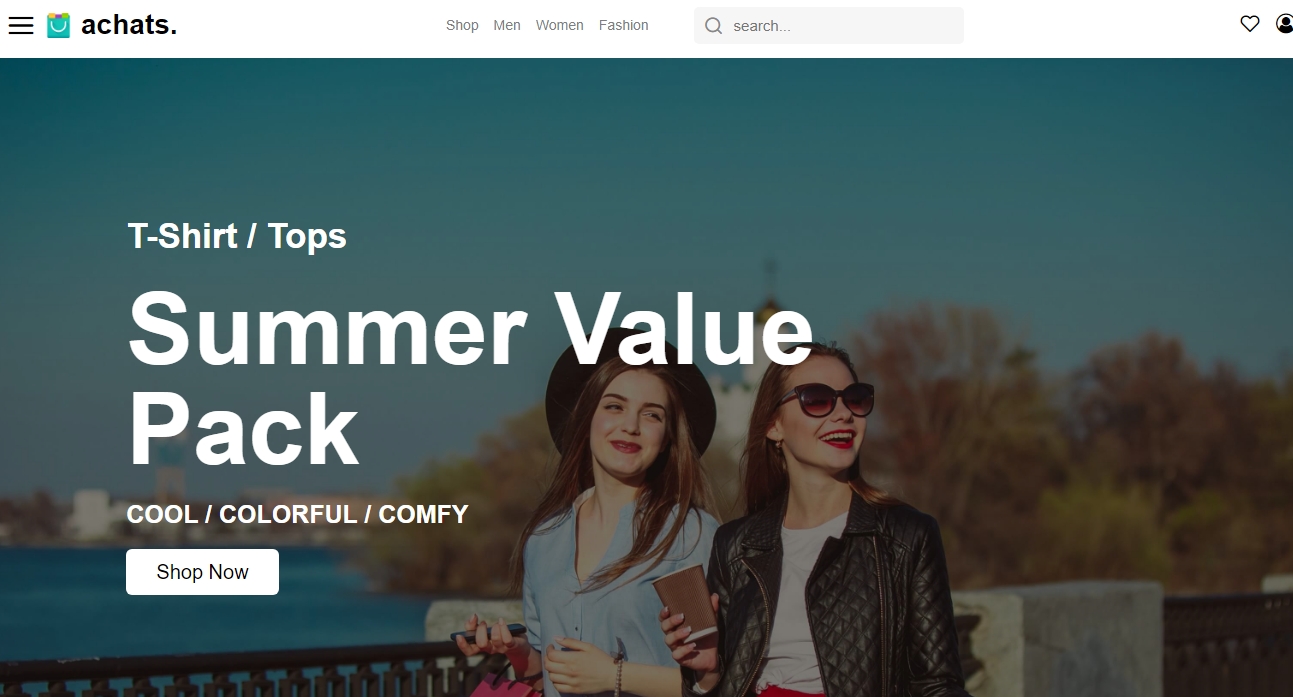 achats.
Shop Men Women Fashion
search...
T-Shirt / Tops
Summer Value
Pack
COOL / COLORFUL / COMFY
Shop Now